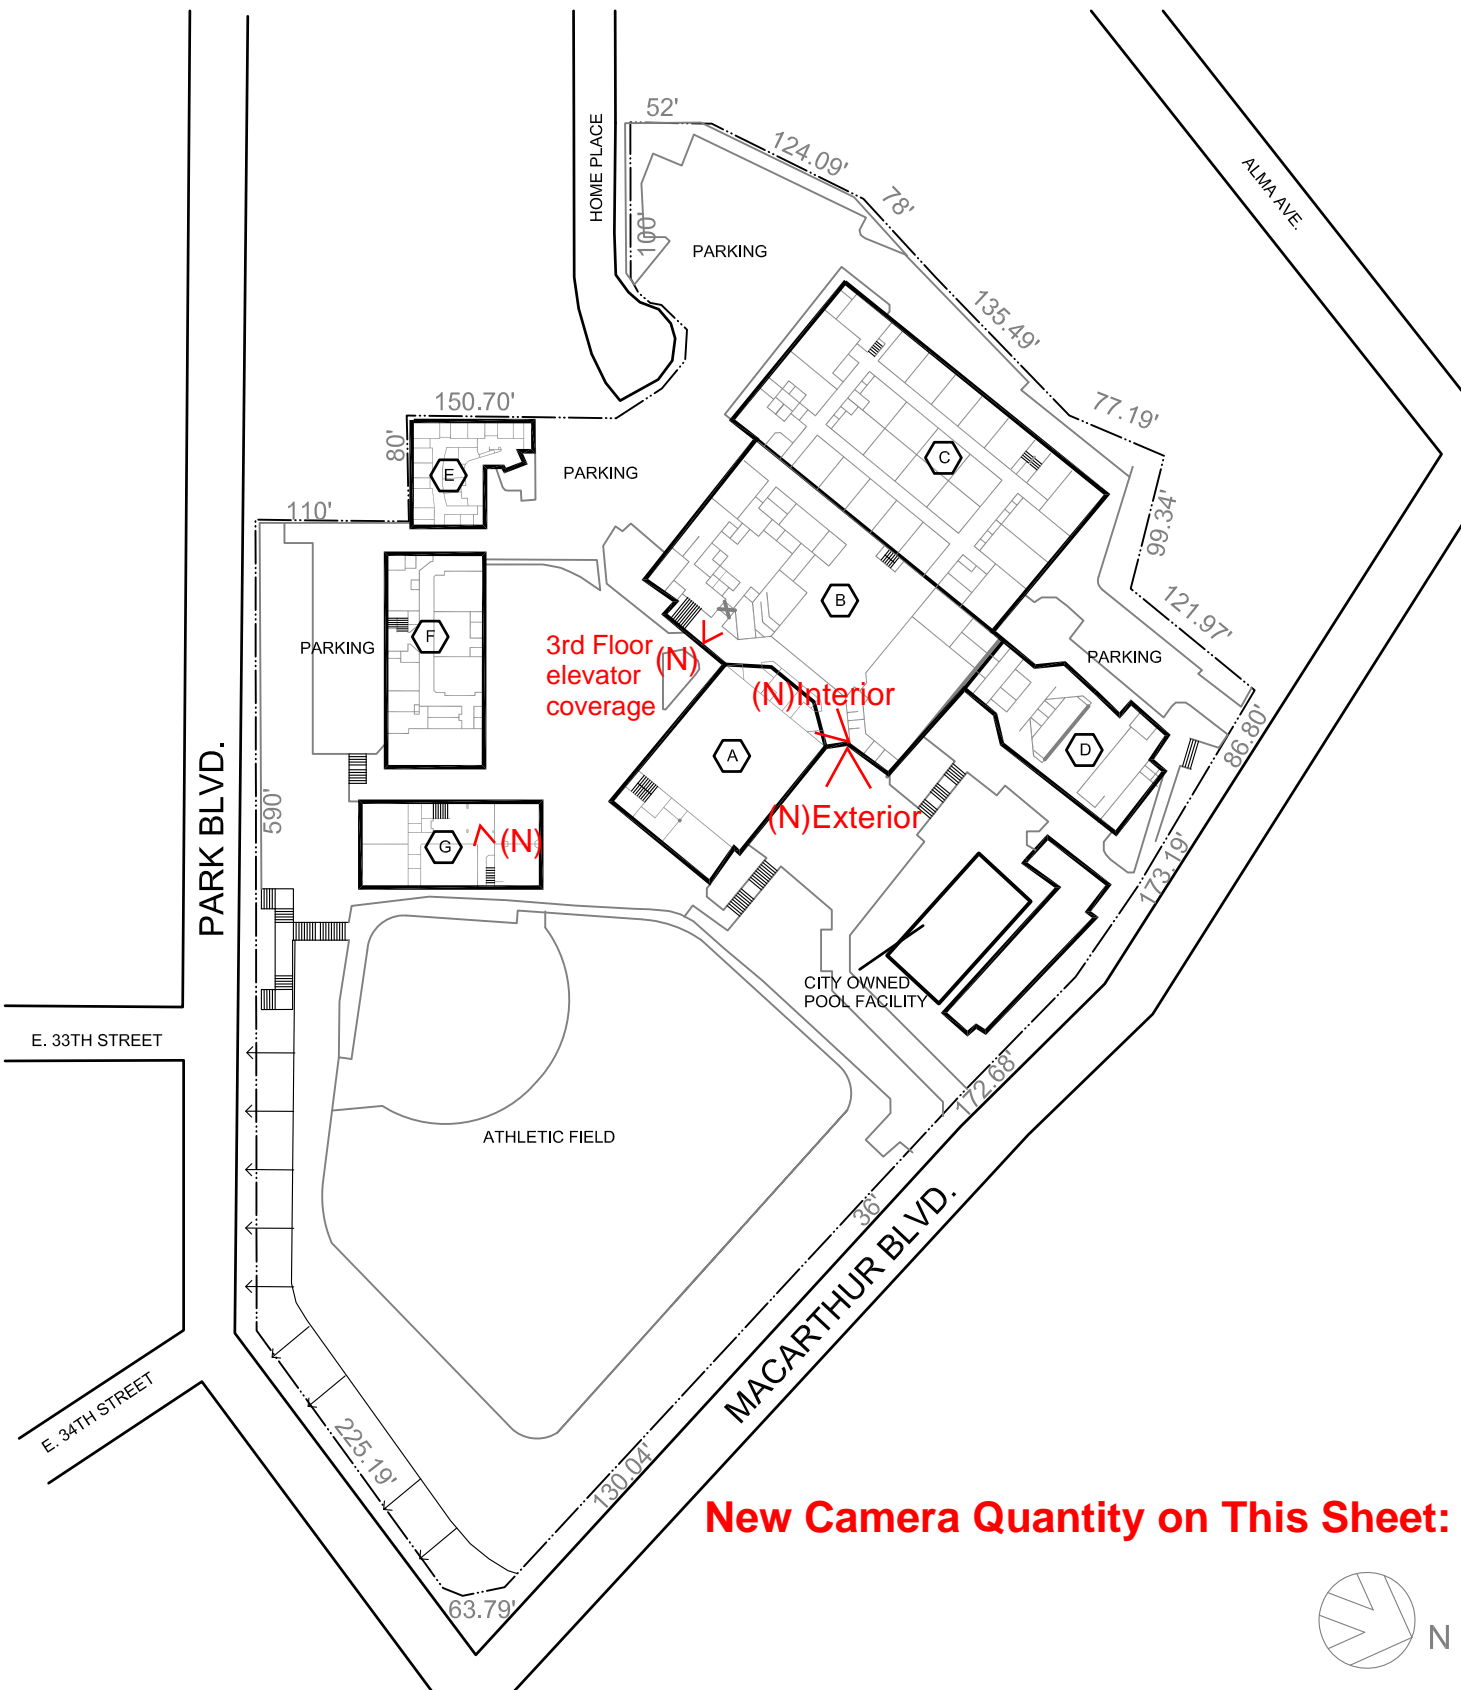 52'
124.09'
78'
HOME PLACE
ALMA AVE.
100'
PARKING
135.49'
150.70'
77.19'
80'
E
PARKING
C
110'
99.34'
B
121.97'
F
PARKING
3rd Floor
elevator
coverage
(N)
PARKING
(N)Interior
A
D
86.80'
PARK BLVD.
590'
(N)Exterior
G
(N)
173.19'
CITY OWNED
POOL FACILITY
E. 33TH STREET
172.68'
ATHLETIC FIELD
36'
MACARTHUR BLVD.
E. 34TH STREET
225.19'
130.04'
New Camera Quantity on This Sheet:
63.79'
N